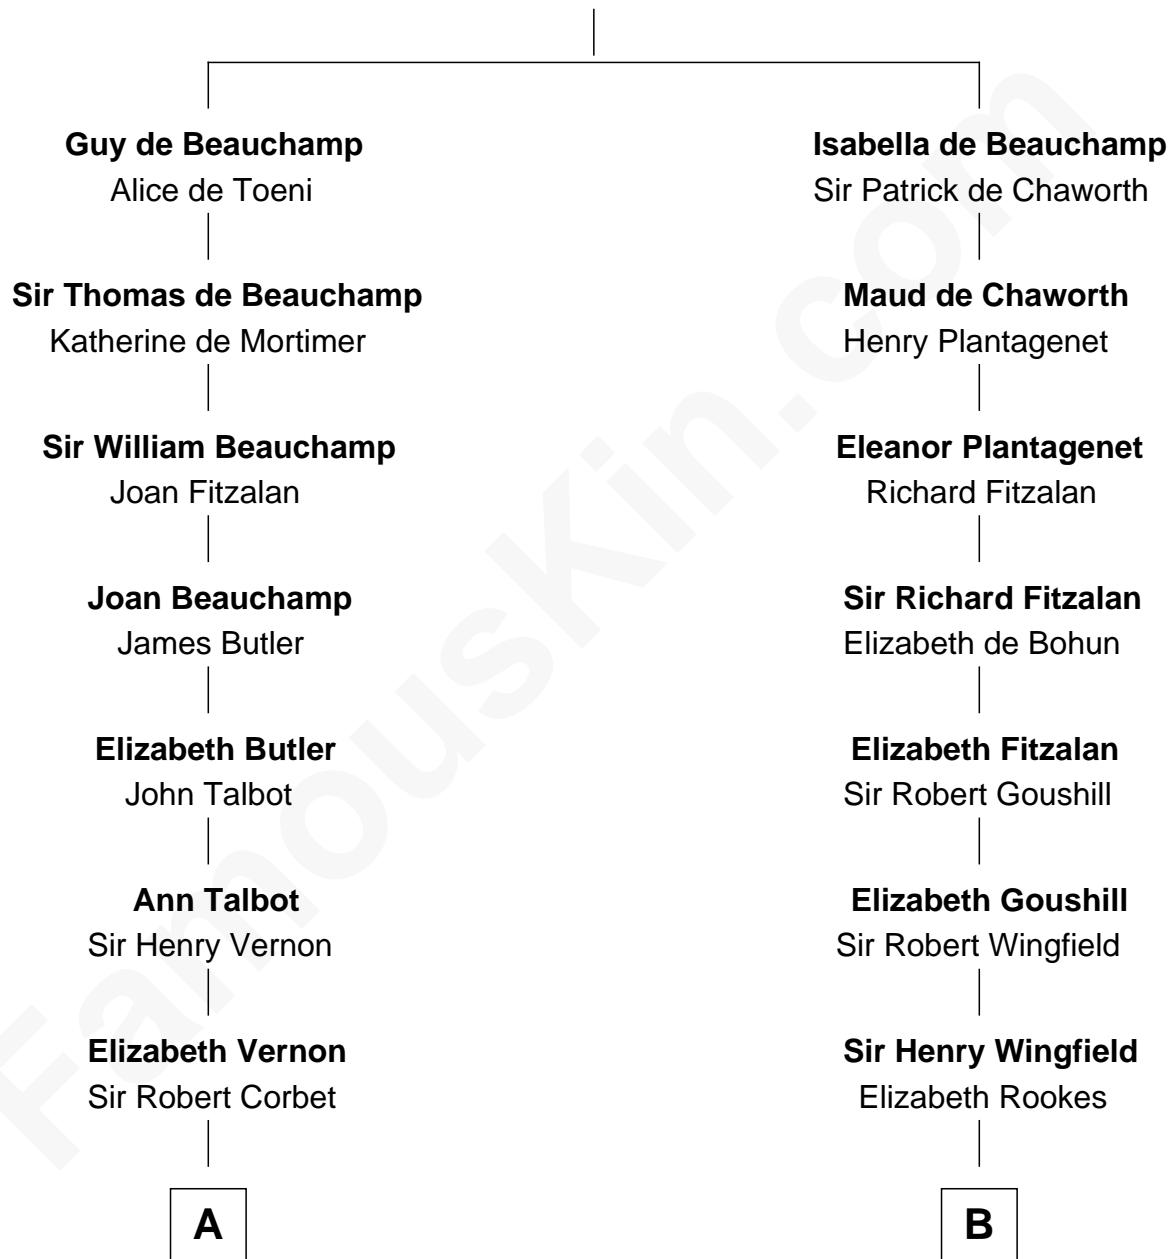 Guy de Beauchamp
Alice de Toeni
Sir Thomas de Beauchamp
Katherine de Mortimer
Sir William Beauchamp
Joan Fitzalan
Joan Beauchamp
James Butler
Elizabeth Butler
John Talbot
Ann Talbot
Sir Henry Vernon
Elizabeth Vernon
Sir Robert Corbet
A
Isabella de Beauchamp
Sir Patrick de Chaworth
Maud de Chaworth
Henry Plantagenet
Eleanor Plantagenet
Richard Fitzalan
Sir Richard Fitzalan
Elizabeth de Bohun
Elizabeth Fitzalan
Sir Robert Goushill
Elizabeth Goushill
Sir Robert Wingfield
Sir Henry Wingfield
Elizabeth Rookes
B
FamousKin.com